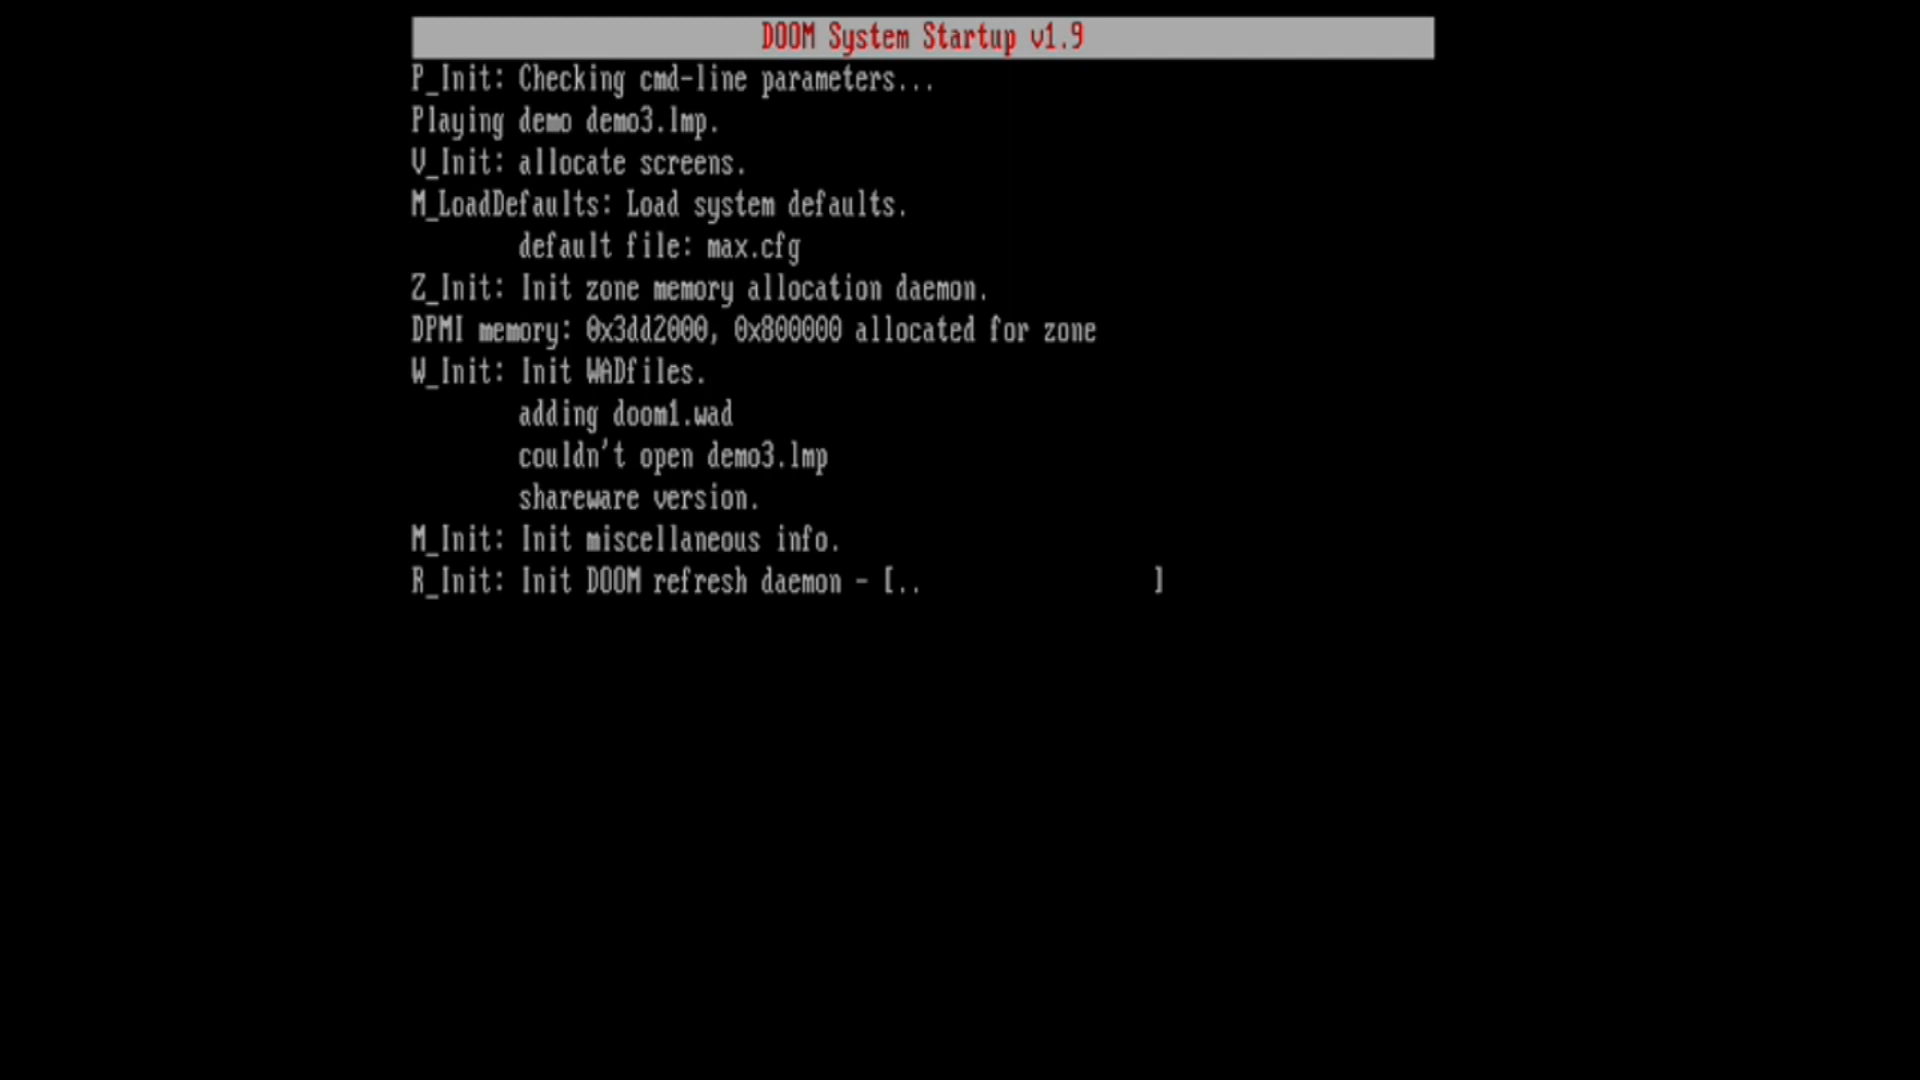 DOOM System Startup v1.9
P_Init: Checking cmd-line parameters...
Playing demo demo3.lmp.
V_Init: allocate screens.
M_LoadDefaults: Load system defaults.
default file: max.cfg
Z_Init: Init zone memory allocation daemon.
DPMI memory: 0x3dd2000, 0x800000 allocated for zone
W_Init: Init WADfiles.
adding doom1.wad
couldn't open demo3.lmp
shareware version.
M_Init: Init miscellaneous info.
R_Init: Init DOOM refresh daemon - [..                 ]